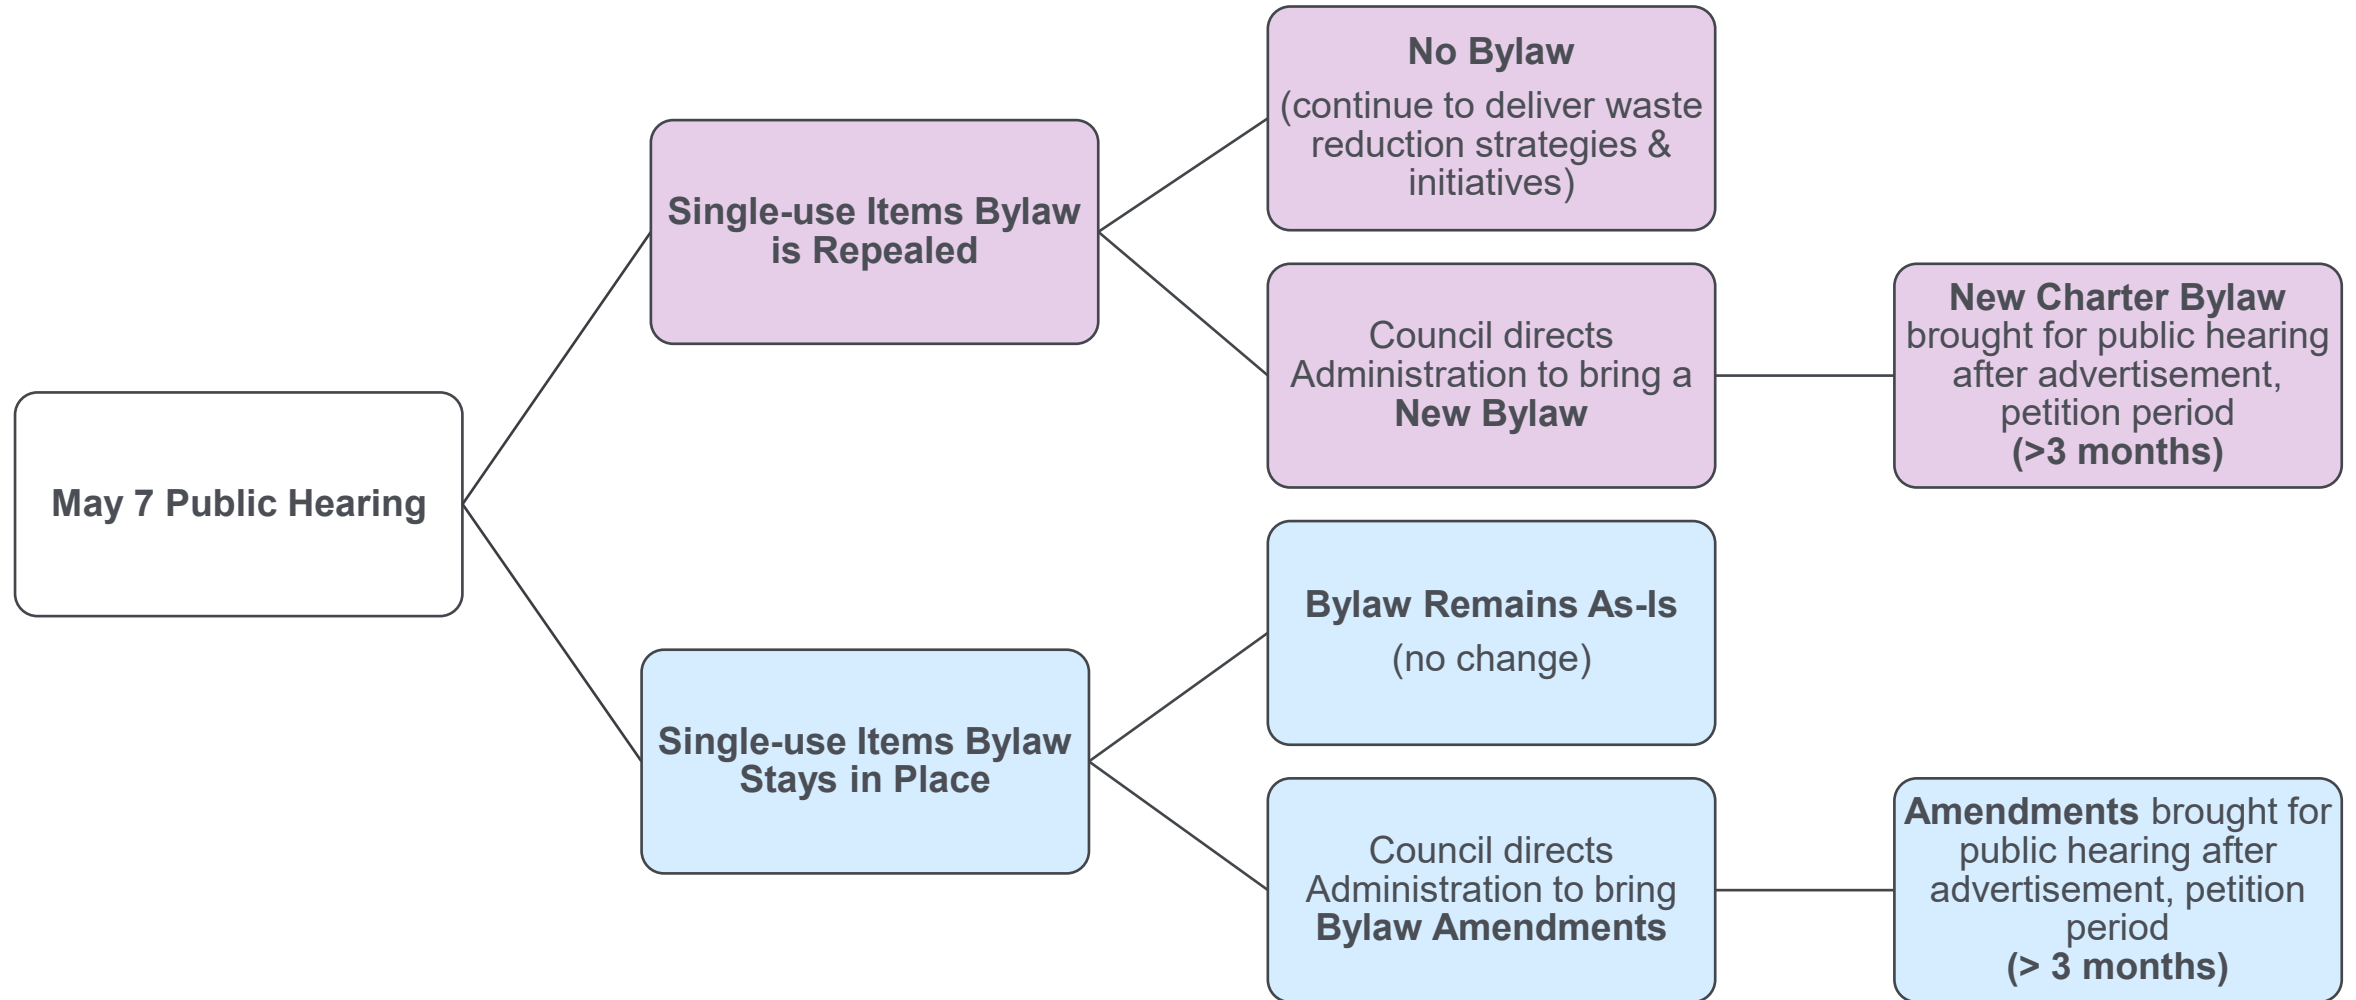 May 7 Public Hearing
Single-use Items Bylaw
is Repealed
No Bylaw
(continue to deliver waste
reduction strategies &
initiatives)
Council directs
Administration to bring a
New Bylaw
New Charter Bylaw
brought for public hearing
after advertisement,
petition period
(>3 months)
Single-use Items Bylaw
Stays in Place
Bylaw Remains As-Is
(no change)
Council directs
Administration to bring
Bylaw Amendments
Amendments brought for
public hearing after
advertisement, petition
period
(> 3 months)